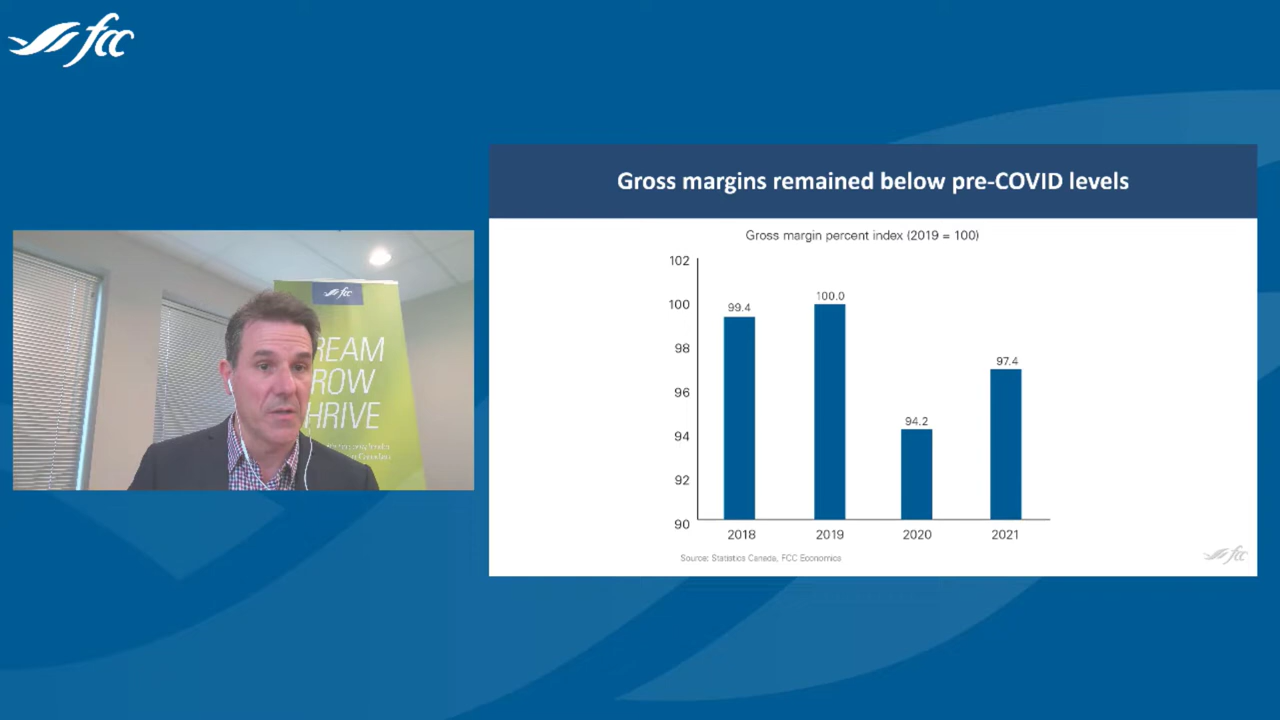 fcc
Gross margins remained below pre-COVID levels
Gross margin percent index (2019 = 100)
102
100
98
96
94
92
90
99.4
100.0
94.2
97.4
2018
2019
2020
2021
Source: Statistics Canada, FCC Economics
fcc
fcc
REAM
ROW
HRIVE